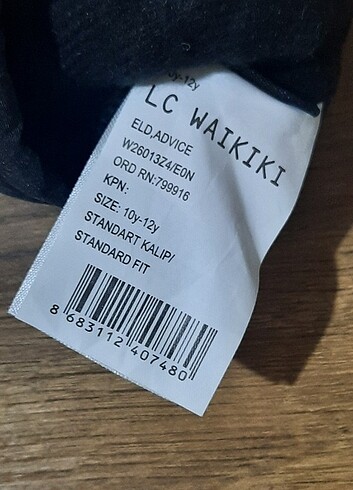 LC WAIKIKI
ELD,ADVICE
W26013Z4/E0N
ORD RN:799916
KPN:
SIZE: 10y-12y
STANDART KALIP/
STANDARD FIT
8 683112 407480